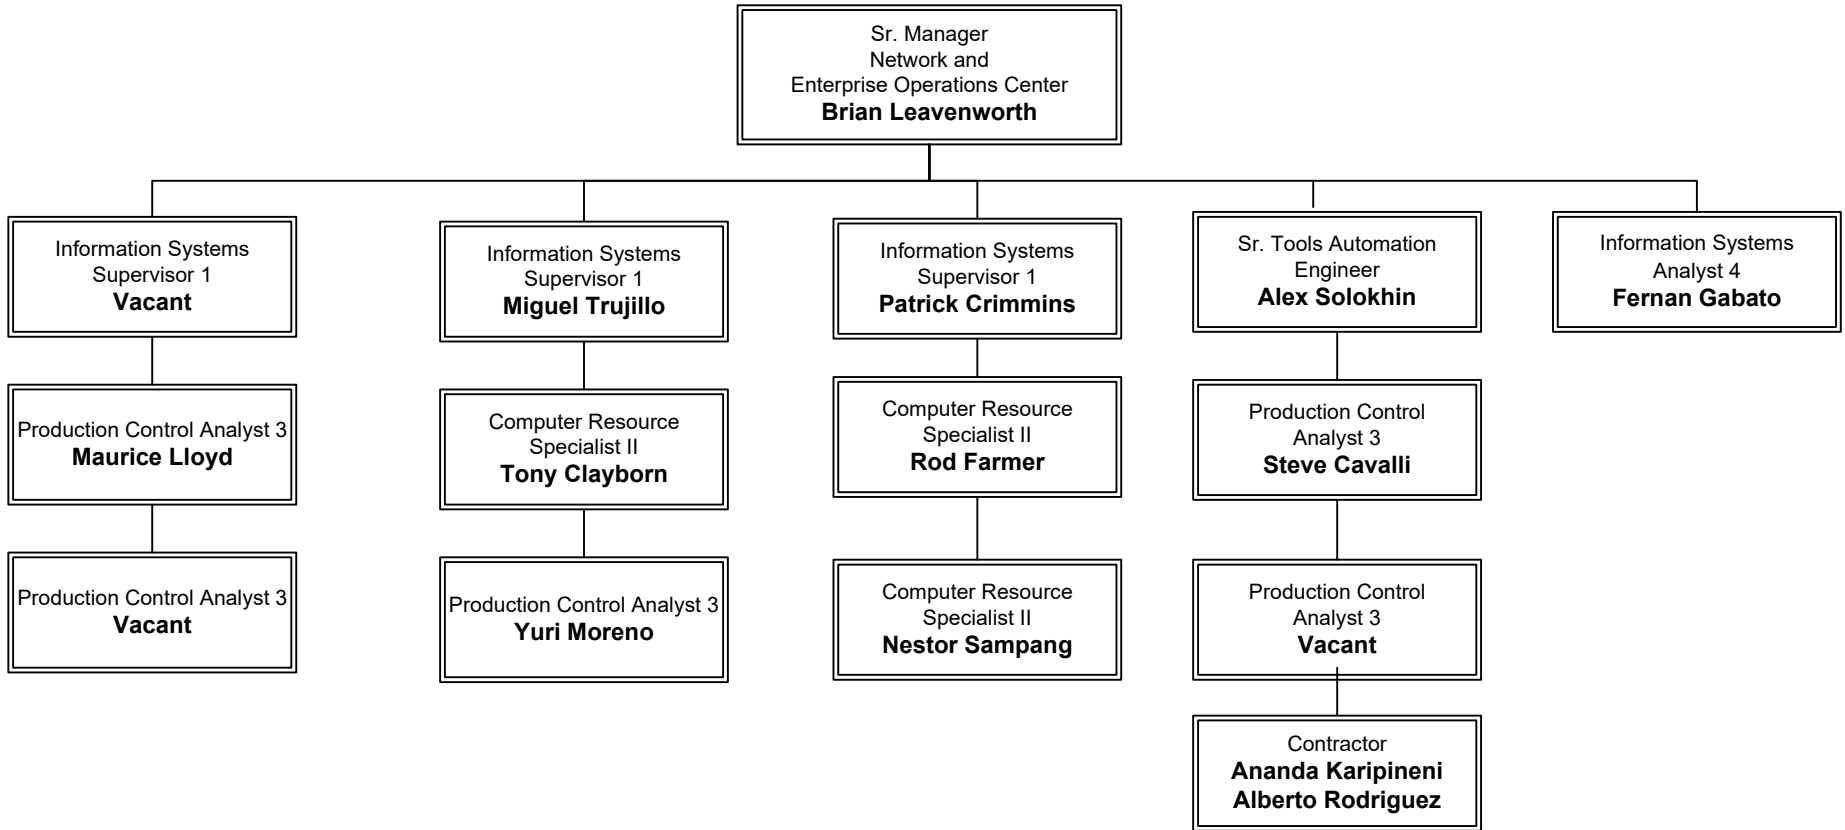 Sr. Manager
Network and
Enterprise Operations Center
Brian Leavenworth
Information Systems
Supervisor 1
Vacant
Information Systems
Supervisor 1
Miguel Trujillo
Information Systems
Supervisor 1
Patrick Crimmins
Sr. Tools Automation
Engineer
Alex Solokhin
Information Systems
Analyst 4
Fernan Gabato
Production Control Analyst 3
Maurice Lloyd
Computer Resource
Specialist II
Tony Clayborn
Computer Resource
Specialist II
Rod Farmer
Production Control
Analyst 3
Steve Cavalli
Production Control Analyst 3
Vacant
Production Control Analyst 3
Yuri Moreno
Computer Resource
Specialist II
Nestor Sampang
Production Control
Analyst 3
Vacant
Contractor
Ananda Karipineni
Alberto Rodriguez